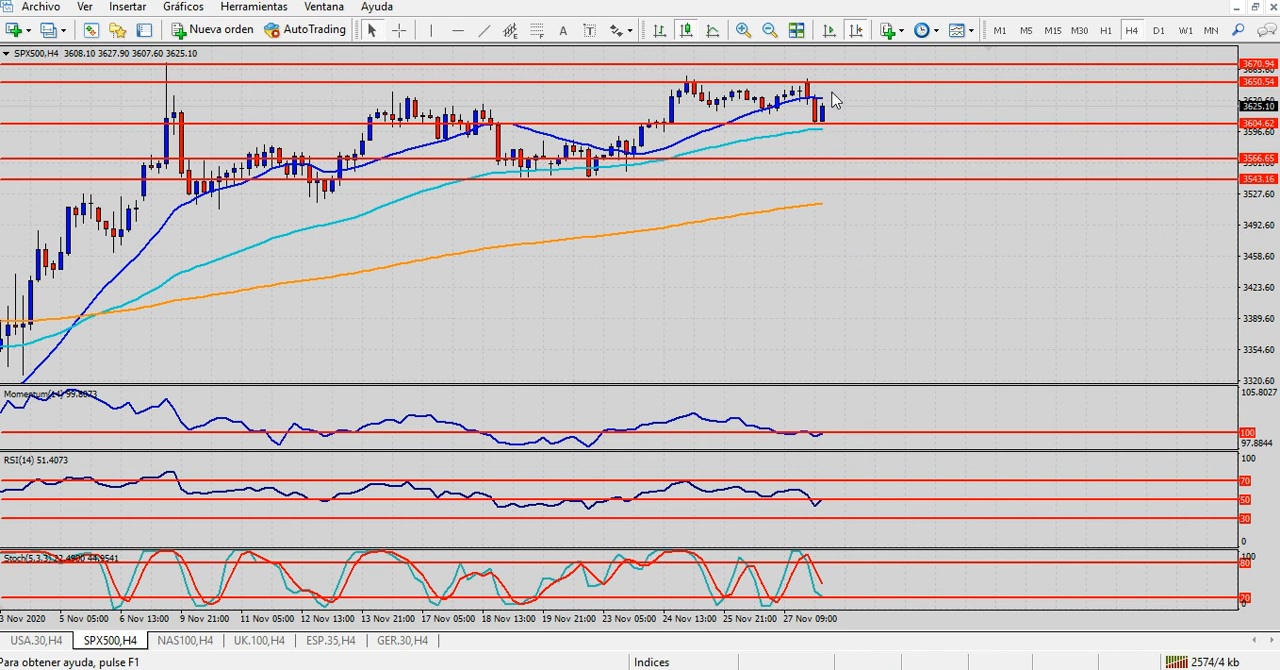 Archivo Ver Insertar Gráficos Herramientas Ventana Ayuda
Nueva orden AutoTrading A T M1 M5 M15 M30 H1 H4 D1 W1 MN
SPX500,H4 3608.10 3627.90 3607.60 3625.10
3670.94
3650.54
3625.10
3604.62
3596.60
3566.65
3543.16
3527.60
3492.60
3458.60
3423.60
3389.60
3354.60
3320.60
Momentum(14) 99.8073
105.8027
100
97.8844
RSI(14) 51.4073
100
70
50
30
0
Stoch(5,3,3)
100
80
20
0
3 Nov 2020 5 Nov 05:00 6 Nov 13:00 9 Nov 21:00 11 Nov 05:00 12 Nov 13:00 13 Nov 21:00 17 Nov 05:00 18 Nov 13:00 19 Nov 21:00 23 Nov 05:00 24 Nov 13:00 25 Nov 21:00 27 Nov 09:00
USA.30,H4 SPX500,H4 NAS100,H4 UK.100,H4 ESP.35,H4 GER.30,H4
Para obtener ayuda, pulse F1 Indices 2574/4 kb